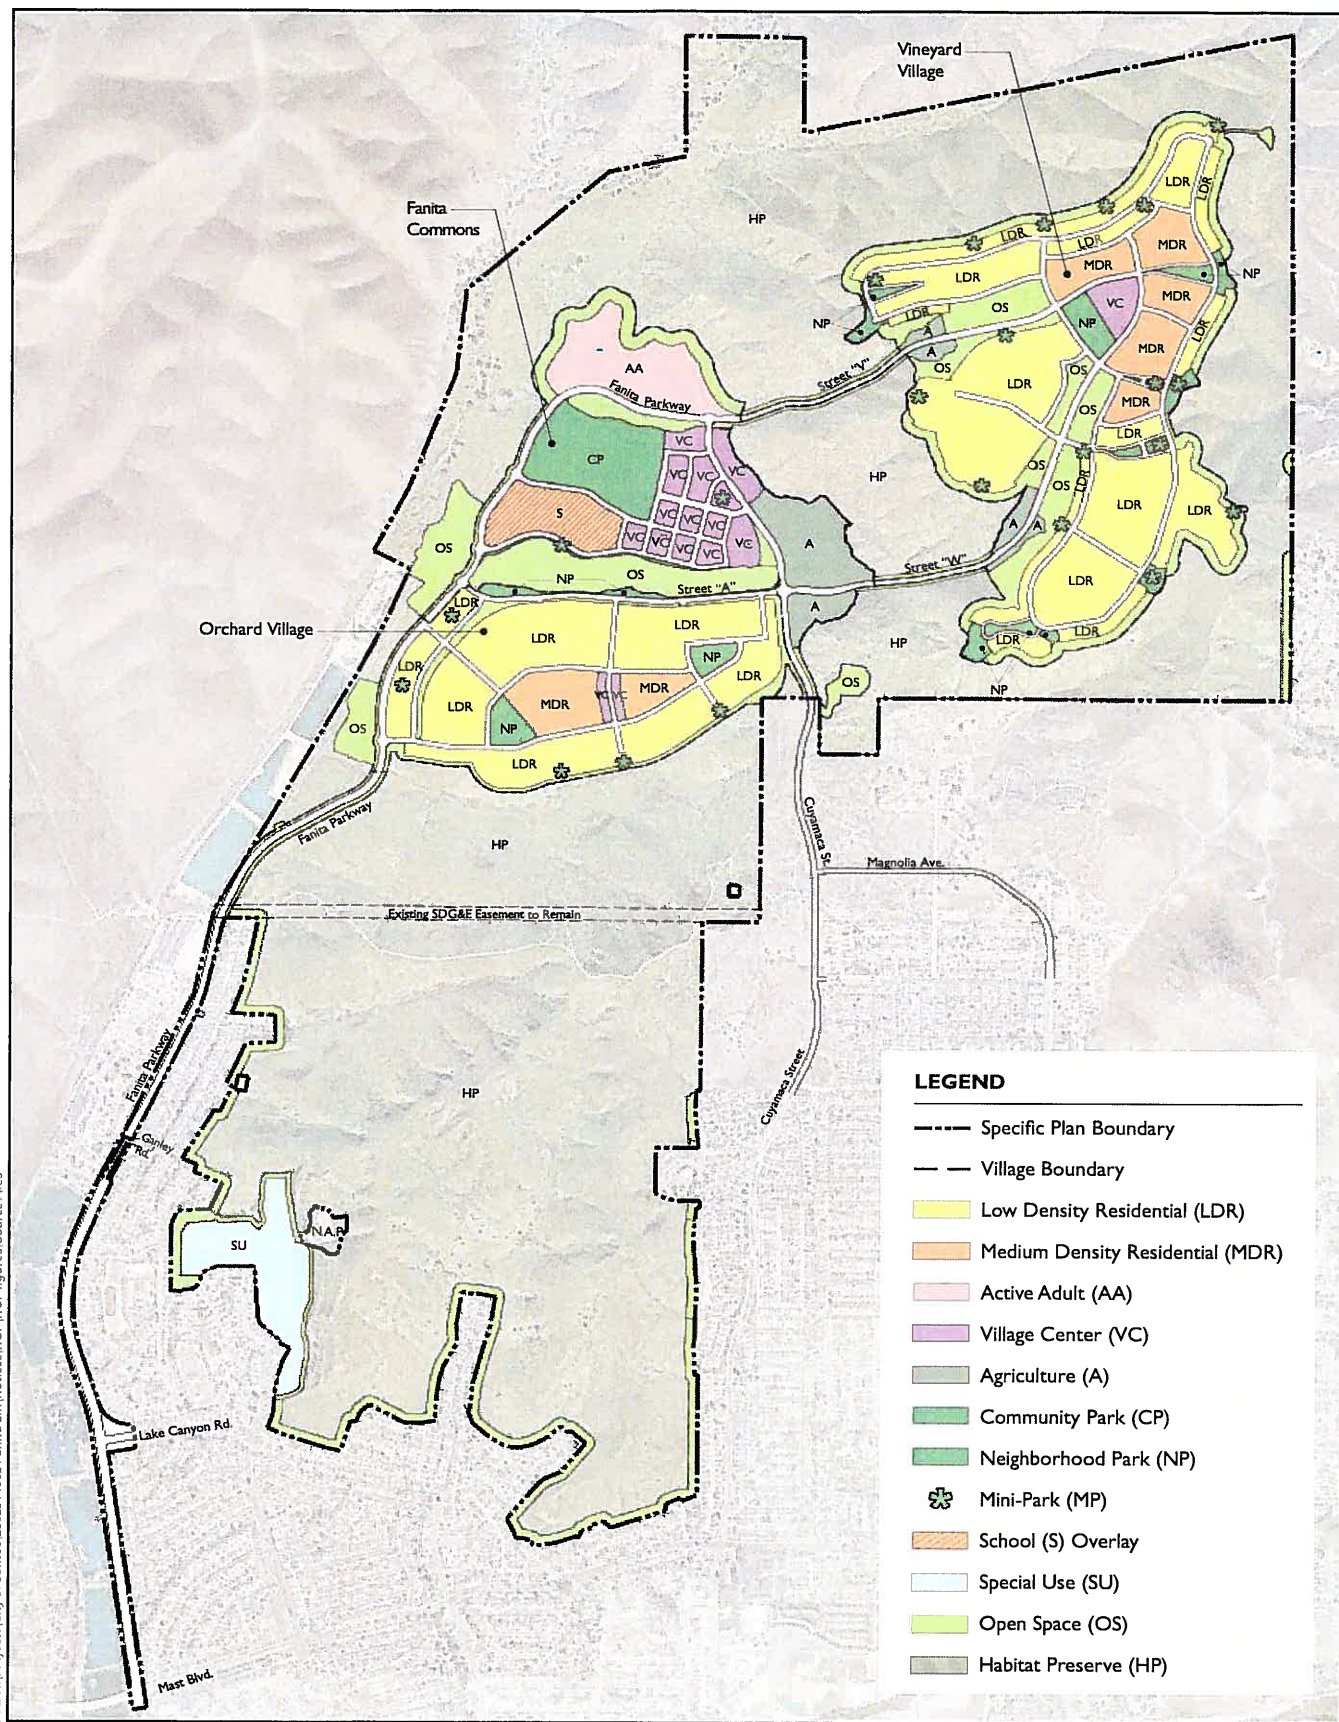 Vineyard
Village
Fanita
Commons
HP
LDR
LDR
LDR
LDR
MDR
MDR
NP
LDR
OS
VC
MDR
NP
LDR
A
NP
LDR
A
MDR
OS
OS
Street "V"
AA
LDR
Fanita Parkway
MDR
OS
LDR
VC
CP
VC
HP
OS
VC
VC
LDR
OS
LDR
LDR
S
VC
VC
VC
VC
VC
VC
VC
VC
VC
A
A
A
OS
NP
OS
Street "W"
Street "A"
LDR
LDR
A
Orchard Village
LDR
LDR
LDR
LDR
HP
NP
LDR
LDR
OS
NP
MDR
VC
VC
MDR
LDR
OS
NP
LDR
HP
Fanita Parkway
Cuyamaca St.
Magnolia Ave.
Existing SDG&E Easement to Remain
Fanita Parkway
Cuyamaca Street
HP
Ganley
Rd.
N.A.P.
SU
Lake Canyon Rd.
Mast Blvd.
LEGEND
Specific Plan Boundary
Village Boundary
Low Density Residential (LDR)
Medium Density Residential (MDR)
Active Adult (AA)
Village Center (VC)
Agriculture (A)
Community Park (CP)
Neighborhood Park (NP)
Mini-Park (MP)
School (S) Overlay
Special Use (SU)
Open Space (OS)
Habitat Preserve (HP)